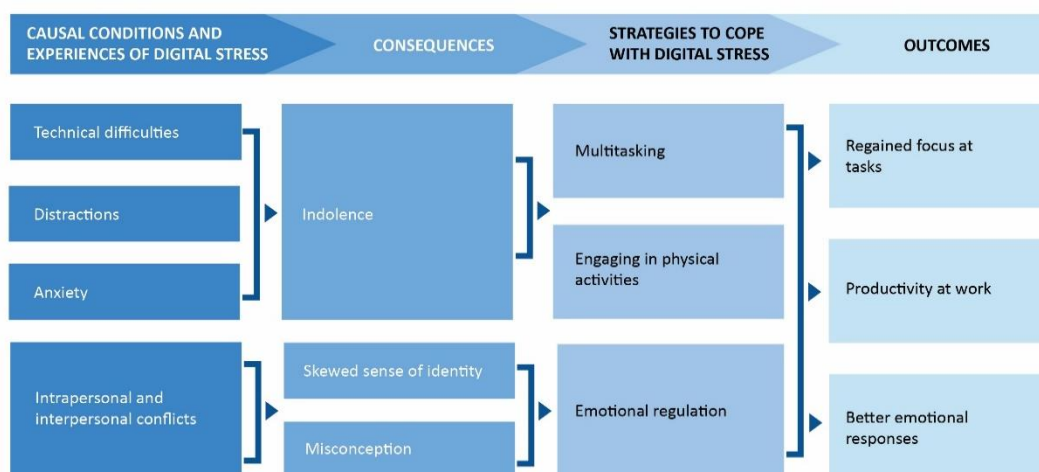 CAUSAL CONDITIONS AND
EXPERIENCES OF DIGITAL STRESS
CONSEQUENCES
STRATEGIES TO COPE
WITH DIGITAL STRESS
OUTCOMES
Technical difficulties
Distractions
Anxiety
Intrapersonal and
interpersonal conflicts
Indolence
Skewed sense of identity
Misconception
Multitasking
Engaging in physical
activities
Emotional regulation
Regained focus at
tasks
Productivity at work
Better emotional
responses